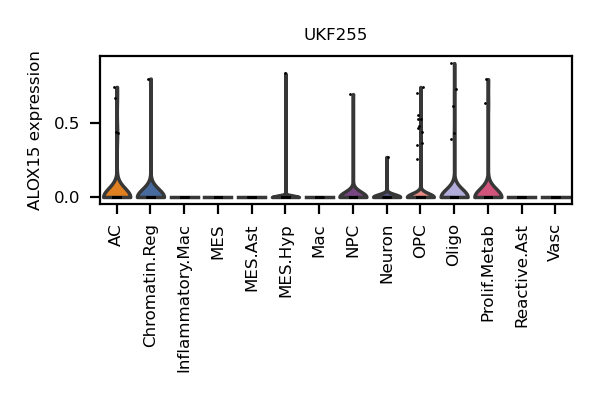 UKF255
ALOX15 expression
0.5
0.0
AC
Chromatin.Reg
Inflammatory.Mac
MES
MES.Ast
MES.Hyp
Mac
NPC
Neuron
OPC
Oligo
Prolif.Metab
Reactive.Ast
Vasc